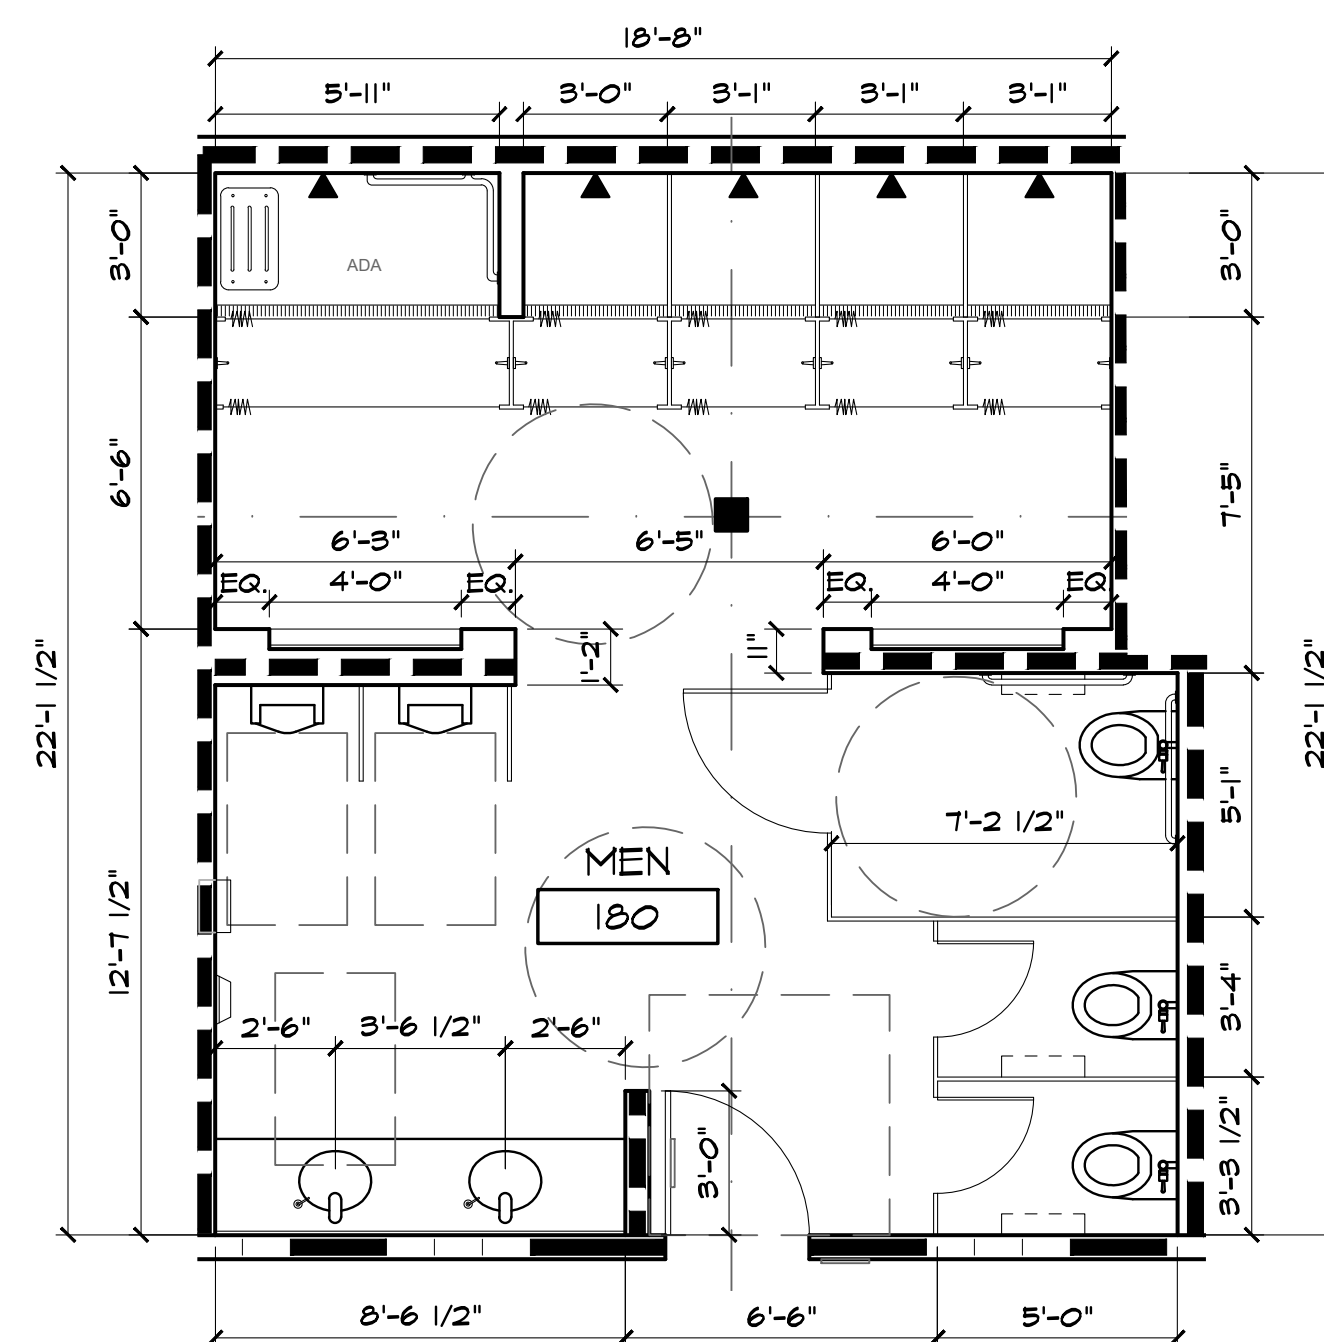 18'-8"
5'-11" 3'-0" 3'-1" 3'-1" 3'-1"
3'-0" ADA 3'-0"
6'-6" 7'-5"
6'-3" 6'-5" 6'-0"
EQ. 4'-0" EQ. EQ. 4'-0" EQ.
1'-2" 11"
22'-1 1/2" 22'-1 1/2"
5'-1"
7'-2 1/2"
MEN
180
12'-7 1/2"
3'-4"
2'-6" 3'-6 1/2" 2'-6"
3'-0" 3'-3 1/2"
8'-6 1/2" 6'-6" 5'-0"